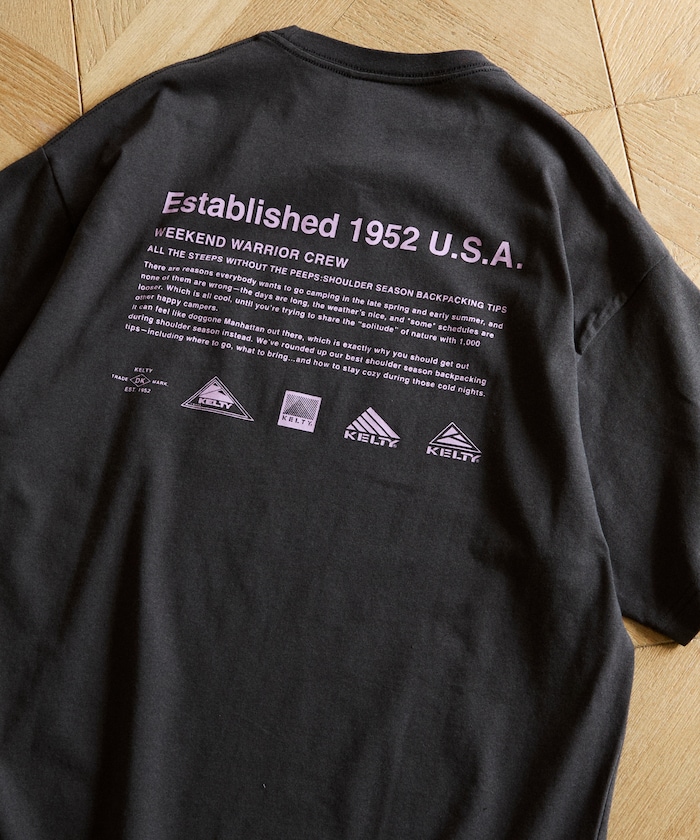 Established 1952 U.S.A.
WEEKEND WARRIOR CREW
ALL THE STEEPS WITHOUT THE PEEPS:SHOULDER SEASON BACKPACKING TIPS
There are reasons everybody wants to go camping in the late spring and early summer, and
none of them are wrong—the days are long, the weather's nice, and "some" schedules are
looser. Which is all cool, until you're trying to share the "solitude" of nature with 1,000
other happy campers.
It can feel like doggone Manhattan out there, which is exactly why you should get out
during shoulder season instead. We've rounded up our best shoulder season backpacking
tips—including where to go, what to bring...and how to stay cozy during those cold nights.
KELTY
TRADE DK MARK
EST. 1952
KELTY
KELTY
KELTY
KELTY